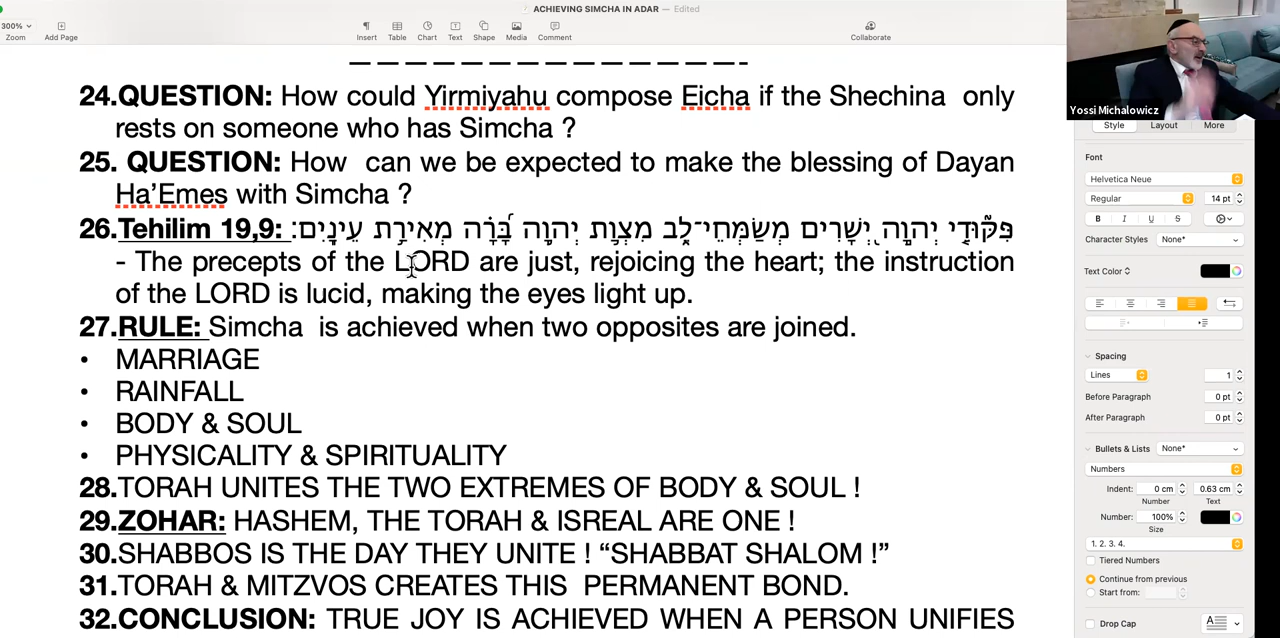 ACHIEVING SIMCHA IN ADAR — Edited
300%
Zoom
Add Page
Insert
Table
Chart
Text
Shape
Media
Comment
Collaborate
24.QUESTION: How could Yirmiyahu compose Eicha if the Shechina only
rests on someone who has Simcha ?
25. QUESTION: How can we be expected to make the blessing of Dayan
Ha’Emes with Simcha ?
26.Tehilim 19,9: פִּקּ֘וּדֵ֤י יְהֹוָ֣ה יְ֭שָׁרִים מְשַׂמְּחֵי־לֵ֑ב מִצְוַ֥ת יְהֹוָ֥ה בָּ֝רָ֗ה מְאִירַ֥ת עֵינָֽיִם׃
- The precepts of the LORD are just, rejoicing the heart; the instruction
of the LORD is lucid, making the eyes light up.
27.RULE: Simcha is achieved when two opposites are joined.
• MARRIAGE
• RAINFALL
• BODY & SOUL
• PHYSICALITY & SPIRITUALITY
28.TORAH UNITES THE TWO EXTREMES OF BODY & SOUL !
29.ZOHAR: HASHEM, THE TORAH & ISREAL ARE ONE !
30.SHABBOS IS THE DAY THEY UNITE ! “SHABBAT SHALOM !”
31.TORAH & MITZVOS CREATES THIS PERMANENT BOND.
32.CONCLUSION: TRUE JOY IS ACHIEVED WHEN A PERSON UNIFIES
Yossi Michalowicz
Style Layout More
Font
Helvetica Neue
Regular 14 pt
B I U S
Character Styles None*
Text Color
Spacing
Lines 1
Before Paragraph 0 pt
After Paragraph 0 pt
Bullets & Lists None*
Numbers
Indent: 0 cm 0.63 cm
Number Text
Number: 100%
Size
1. 2. 3. 4.
Tiered Numbers
Continue from previous
Start from:
Drop Cap